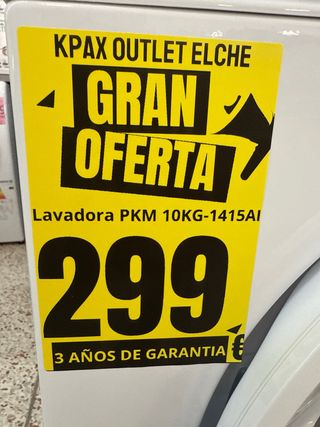 KPAX OUTLET ELCHE
GRAN
OFERTA
Lavadora PKM 10KG-1415AI
299
3 AÑOS DE GARANTIA €